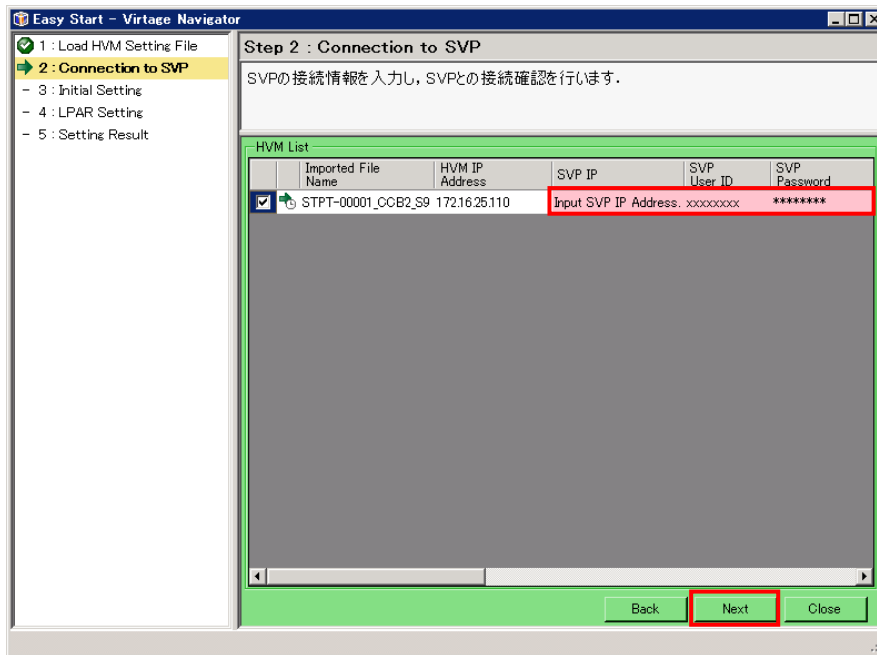 Easy Start - Virtage Navigator
1 : Load HVM Setting File
2 : Connection to SVP
- 3 : Initial Setting
- 4 : LPAR Setting
- 5 : Setting Result
Step 2 : Connection to SVP
SVPの接続情報を入力し, SVPとの接続確認を行います.
HVM List
Imported File Name HVM IP Address SVP IP SVP User ID SVP Password
STPT-00001_CCB2_S9 172.16.25.110 Input SVP IP Address. xxxxxxxx ********
Back Next Close